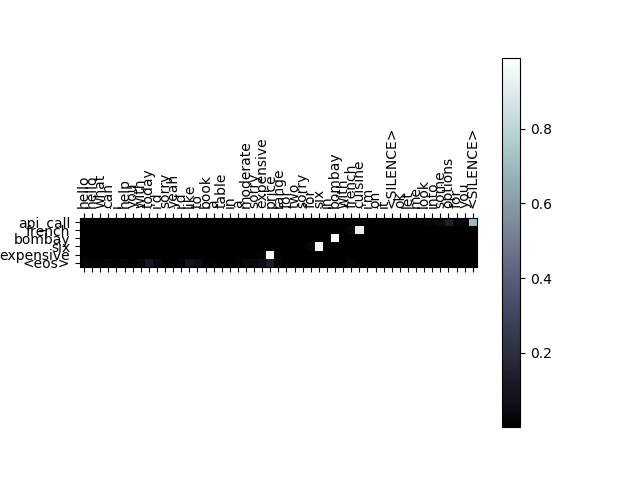 hello
hello
what
can
i
help
you
with
today
i'd
sorry
yeah
i'd
like
to
book
a
table
in
a
moderate
sorry
expensive
price
range
for
two
sorry
for
six
in
bombay
with
french
cuisine
i'm
on
it
<SILENCE>
ok
let
me
look
into
some
options
for
you
<SILENCE>
api_call
french
bombay
six
expensive
<eos>
0.8
0.6
0.4
0.2